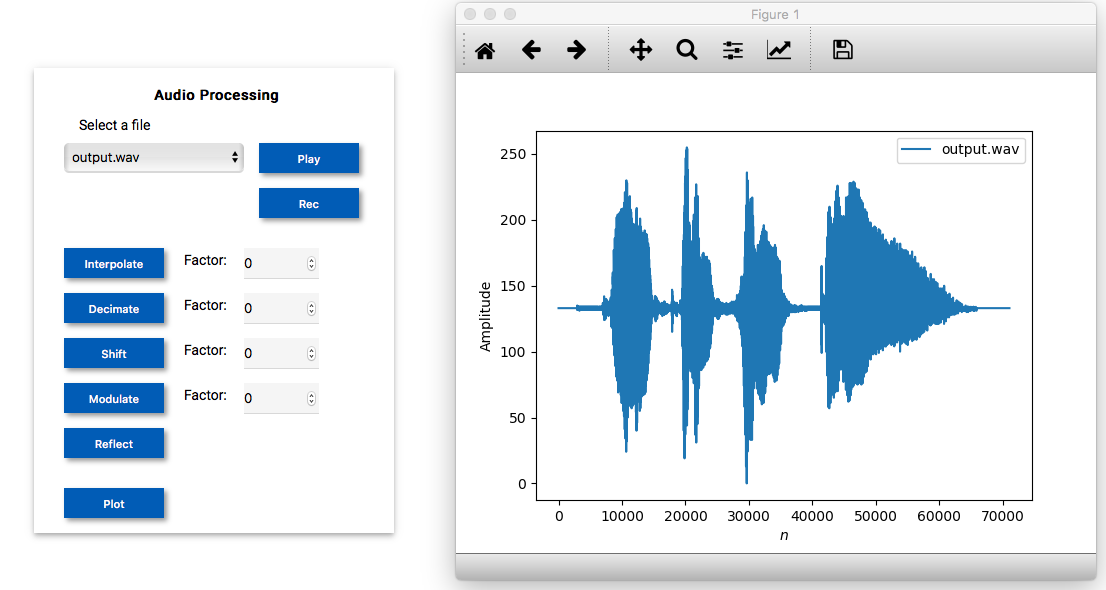 Audio Processing
Select a file
output.wav
Play
Rec
Interpolate Factor: 0
Decimate Factor: 0
Shift Factor: 0
Modulate Factor: 0
Reflect
Plot
Figure 1
output.wav
250
200
150
100
50
0
Amplitude
0 10000 20000 30000 40000 50000 60000 70000
n